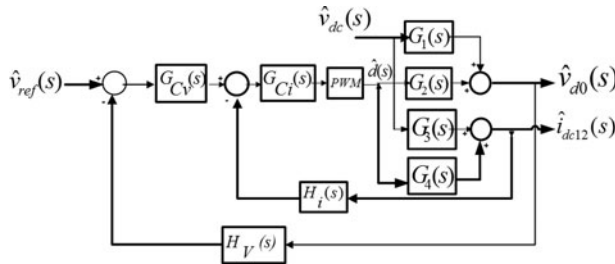 v̂dc(s)
G1(s)
v̂ref(s)
+
-
GCv(s)
+
-
GCi(s)
PWM
d̂(s)
G2(s)
+
+
v̂d0(s)
G3(s)
+
+
îdc12(s)
G4(s)
Hi(s)
HV(s)